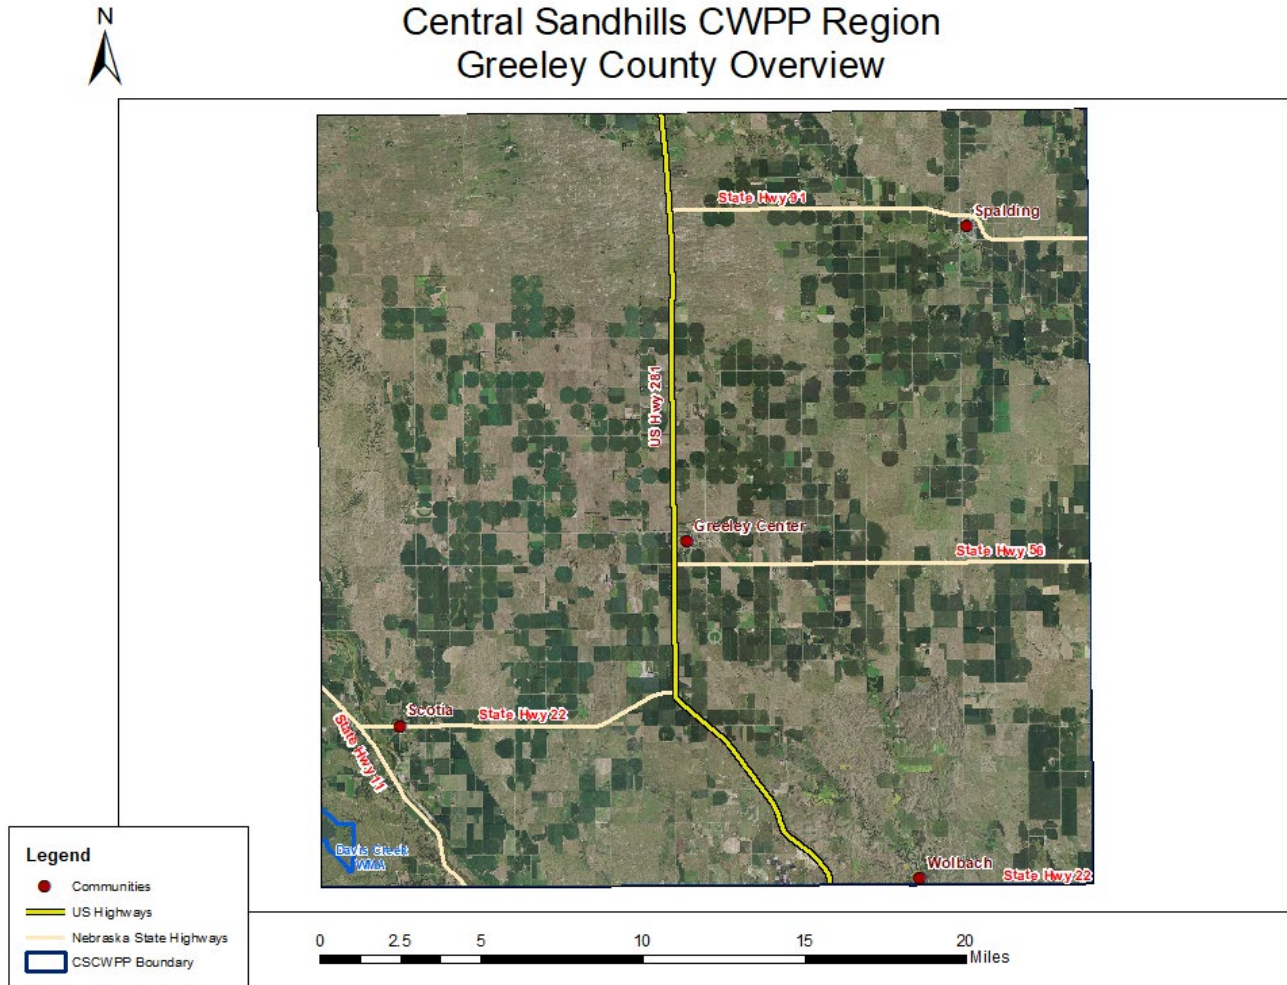 N
Central Sandhills CWPP Region
Greeley County Overview
State Hwy 91
Spalding
US Hwy 281
Greeley Center
State Hwy 56
Scotia
State Hwy 22
State Hwy 11
Davis Creek
WMA
Wolbach
State Hwy 22
Legend
Communities
US Highways
Nebraska State Highways
CSCWPP Boundary
0 2.5 5 10 15 20
Miles